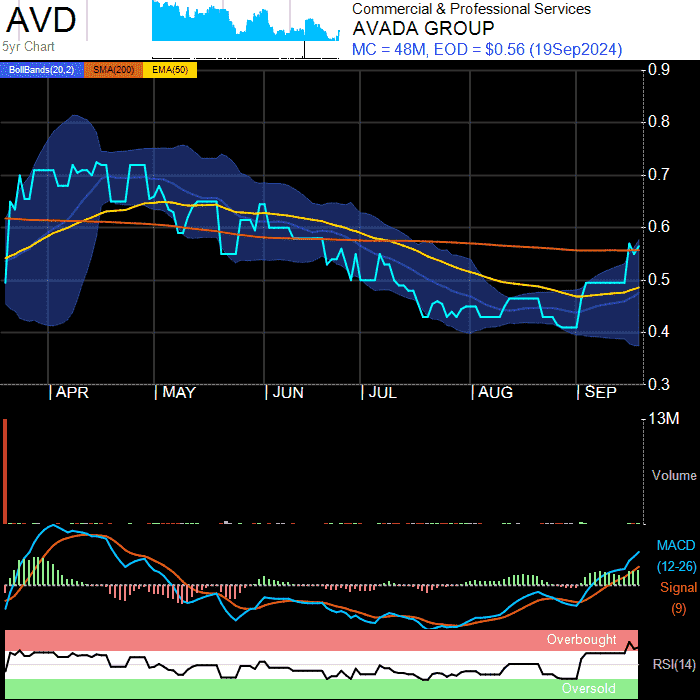 AVD
5yr Chart
Commercial & Professional Services
AVADA GROUP
MC = 48M, EOD = $0.56 (19Sep2024)
BollBands(20,2) SMA(200) EMA(50)
0.9
0.8
0.7
0.6
0.5
0.4
0.3
APR MAY JUN JUL AUG SEP
13M
Volume
MACD
(12-26)
Signal
(9)
Overbought
RSI(14)
Oversold